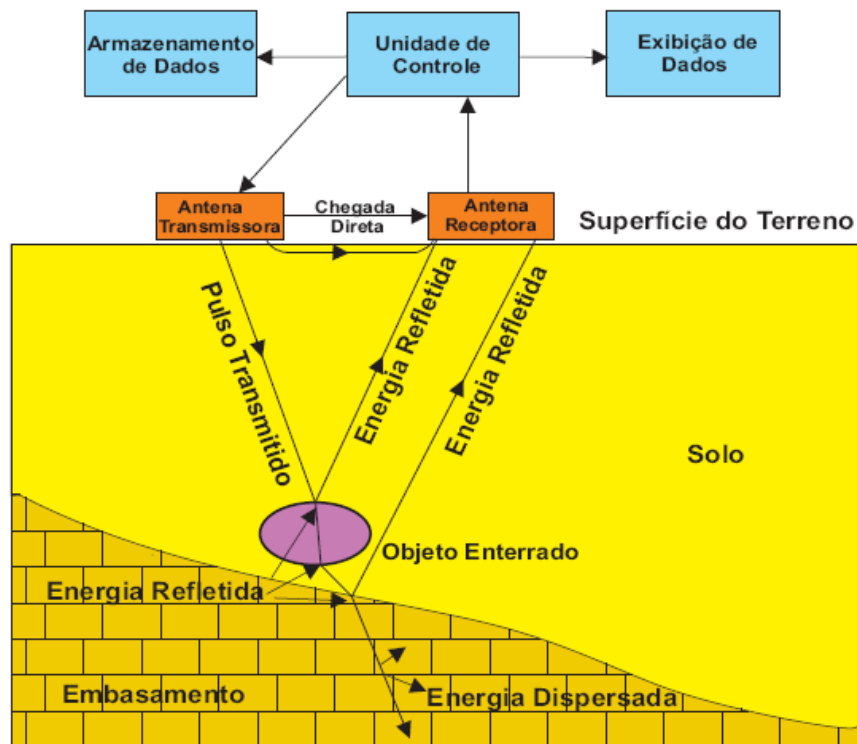 Armazenamento
de Dados
Unidade de
Controle
Exibição de
Dados
Antena
Transmissora
Chegada
Direta
Antena
Receptora
Superfície do Terreno
Pulso Transmitido
Energia Refletida
Energia Refletida
Solo
Objeto Enterrado
Energia Refletida
Embasamento
Energia Dispersada